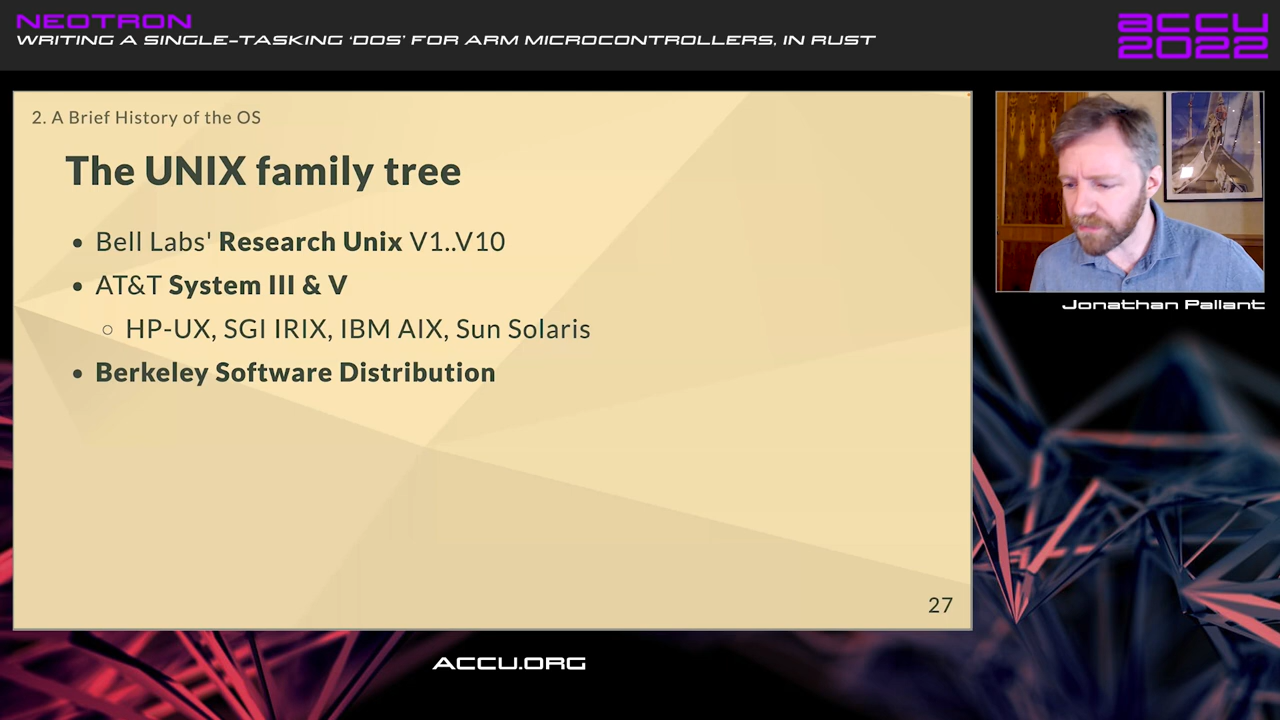 NEOTRON
WRITING A SINGLE-TASKING 'DOS' FOR ARM MICROCONTROLLERS, IN RUST
ACCU
2022
2. A Brief History of the OS
The UNIX family tree
• Bell Labs' Research Unix V1..V10
• AT&T System III & V
○ HP-UX, SGI IRIX, IBM AIX, Sun Solaris
• Berkeley Software Distribution
27
Jonathan Pallant
ACCU.ORG